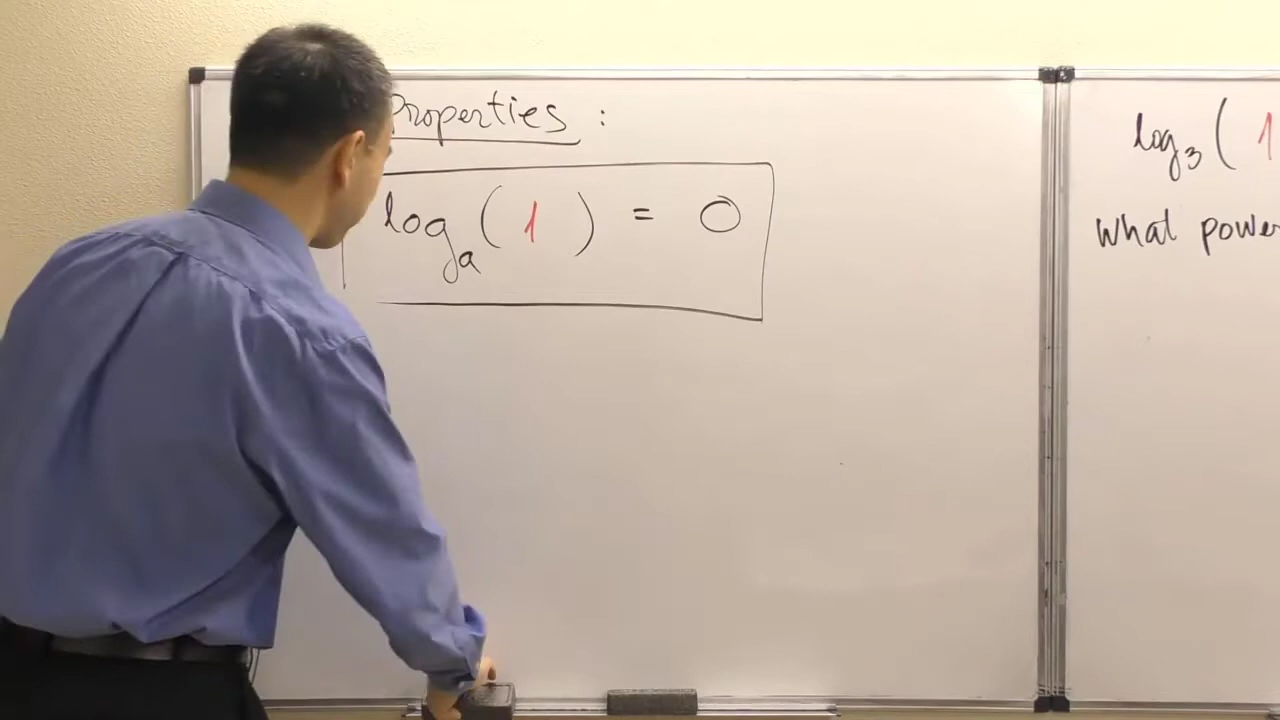 Properties :
log_a ( 1 ) = 0
log_3 ( 1
what power